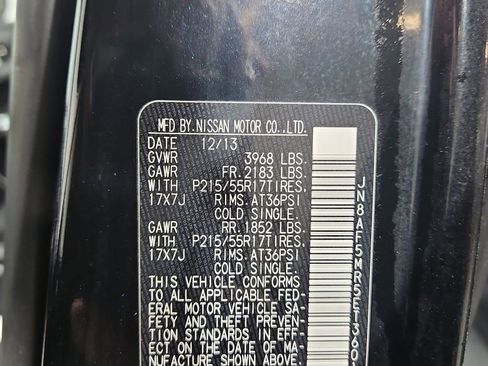 MFD BY NISSAN MOTOR CO.,LTD.
DATE 12/13
GVWR 3968 LBS.
GAWR FR. 2183 LBS.
WITH P215/55R17TIRES.
17X7J RIMS. AT36PSI
COLD SINGLE.
GAWR RR. 1852 LBS.
WITH P215/55R17TIRES.
17X7J RIMS. AT36PSI
COLD SINGLE.
THIS VEHICLE CONFORMS
TO ALL APPLICABLE FED-
ERAL MOTOR VEHICLE SA-
FETY AND THEFT PREVEN-
TION STANDARDS IN EFF-
ECT ON THE DATE OF MA-
NUFACTURE SHOWN ABOVE.